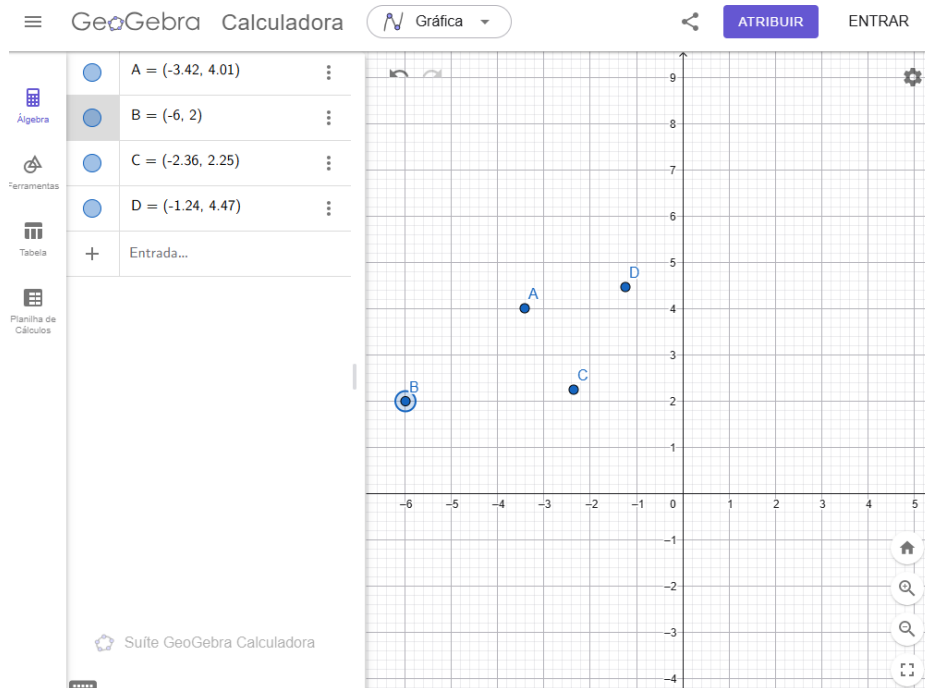 GeoGebra Calculadora Gráfica ATRIBUIR ENTRAR
Álgebra
Ferramentas
Tabela
Planilha de
Cálculos
A = (-3.42, 4.01)
B = (-6, 2)
C = (-2.36, 2.25)
D = (-1.24, 4.47)
+ Entrada...
Suíte GeoGebra Calculadora
9
8
7
6
5
D
A
4
3
C
B
2
1
–6 –5 –4 –3 –2 –1 0 1 2 3 4 5
–1
–2
–3
–4